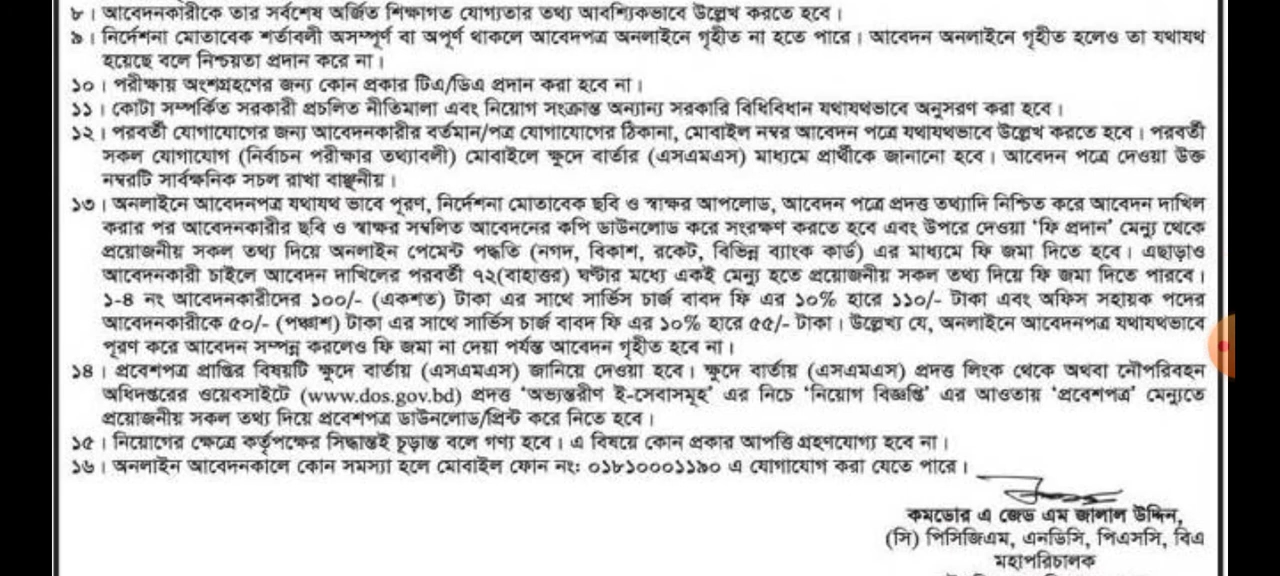 ৮। আবেদনকারীকে তার সর্বশেষ অর্জিত শিক্ষাগত যোগ্যতার তথ্য আবশ্যিকভাবে উল্লেখ করতে হবে।
৯। নির্দেশনা মোতাবেক শর্তাবলী অসম্পূর্ণ বা অপূর্ণ থাকলে আবেদপত্র অনলাইনে গৃহীত না হতে পারে। আবেদন অনলাইনে গৃহীত হলেও তা যথাযথ
হয়েছে বলে নিশ্চয়তা প্রদান করে না।
১০। পরীক্ষায় অংশগ্রহণের জন্য কোন প্রকার টিএ/ডিএ প্রদান করা হবে না।
১১। কোটা সম্পর্কিত সরকারী প্রচলিত নীতিমালা এবং নিয়োগ সংক্রান্ত অন্যান্য সরকারি বিধিবিধান যথাযথভাবে অনুসরণ করা হবে।
১২। পরবর্তী যোগাযোগের জন্য আবেদনকারীর বর্তমান/পত্র যোগাযোগের ঠিকানা, মোবাইল নম্বর আবেদন পত্রে যথাযথভাবে উল্লেখ করতে হবে। পরবর্তী
সকল যোগাযোগ (নির্বাচন পরীক্ষার তথ্যাবলী) মোবাইলে ক্ষুদে বার্তার (এসএমএস) মাধ্যমে প্রার্থীকে জানানো হবে। আবেদন পত্রে দেওয়া উক্ত
নম্বরটি সার্বক্ষনিক সচল রাখা বাঞ্ছনীয়।
১৩। অনলাইনে আবেদনপত্র যথাযথ ভাবে পূরণ, নির্দেশনা মোতাবেক ছবি ও স্বাক্ষর আপলোড, আবেদন পত্রে প্রদত্ত তথ্যাদি নিশ্চিত করে আবেদন দাখিল
করার পর আবেদনকারীর ছবি ও স্বাক্ষর সম্বলিত আবেদনের কপি ডাউনলোড করে সংরক্ষণ করতে হবে এবং উপরে দেওয়া ‘ফি প্রদান’ মেন্যু থেকে
প্রয়োজনীয় সকল তথ্য দিয়ে অনলাইন পেমেন্ট পদ্ধতি (নগদ, বিকাশ, রকেট, বিভিন্ন ব্যাংক কার্ড) এর মাধ্যমে ফি জমা দিতে হবে। এছাড়াও
আবেদনকারী চাইলে আবেদন দাখিলের পরবর্তী ৭২(বাহাত্তর) ঘণ্টার মধ্যে একই মেন্যু হতে প্রয়োজনীয় সকল তথ্য দিয়ে ফি জমা দিতে পারবে।
১-৪ নং আবেদনকারীদের ১০০/- (একশত) টাকা এর সাথে সার্ভিস চার্জ বাবদ ফি এর ১০% হারে ১১০/- টাকা এবং অফিস সহায়ক পদের
আবেদনকারীকে ৫০/- (পঞ্চাশ) টাকা এর সাথে সার্ভিস চার্জ বাবদ ফি এর ১০% হারে ৫৫/- টাকা। উল্লেখ্য যে, অনলাইনে আবেদনপত্র যথাযথভাবে
পূরণ করে আবেদন সম্পন্ন করলেও ফি জমা না দেয়া পর্যন্ত আবেদন গৃহীত হবে না।
১৪। প্রবেশপত্র প্রাপ্তির বিষয়টি ক্ষুদে বার্তায় (এসএমএস) জানিয়ে দেওয়া হবে। ক্ষুদে বার্তায় (এসএমএস) প্রদত্ত লিংক থেকে অথবা নৌপরিবহন
অধিদপ্তরের ওয়েবসাইটে (www.dos.gov.bd) প্রদত্ত ‘অভ্যন্তরীণ ই-সেবাসমূহ’ এর নিচে ‘নিয়োগ বিজ্ঞপ্তি’ এর আওতায় ‘প্রবেশপত্র’ মেন্যুতে
প্রয়োজনীয় সকল তথ্য দিয়ে প্রবেশপত্র ডাউনলোড/প্রিন্ট করে নিতে হবে।
১৫। নিয়োগের ক্ষেত্রে কর্তৃপক্ষের সিদ্ধান্তই চূড়ান্ত বলে গণ্য হবে। এ বিষয়ে কোন প্রকার আপত্তি গ্রহণযোগ্য হবে না।
১৬। অনলাইন আবেদনকালে কোন সমস্যা হলে মোবাইল ফোন নং: ০১৮১০০০১১৯০ এ যোগাযোগ করা যেতে পারে।
কমডোর এ জেড এম জালাল উদ্দিন,
(সি) পিসিজিএম, এনডিসি, পিএসসি, বিএ
মহাপরিচালক